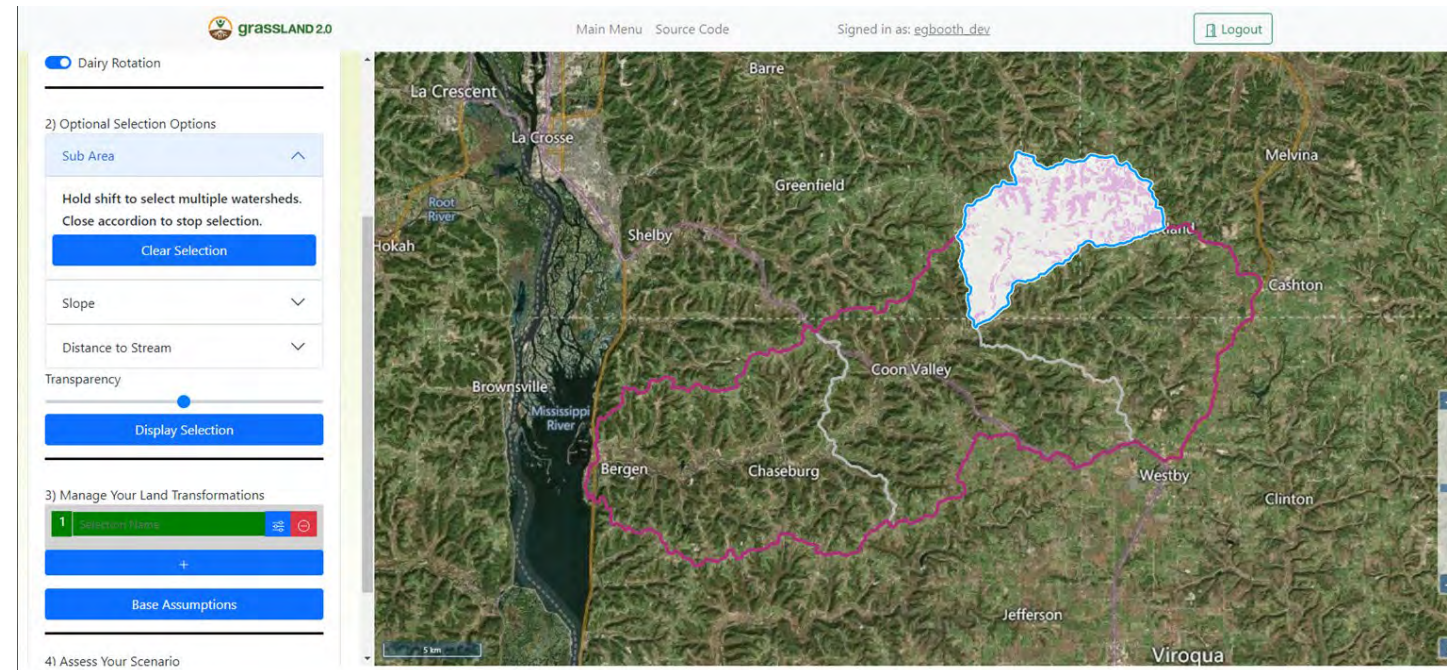 grassLAND 2.0
Main Menu Source Code
Signed in as: egbooth_dev
Logout
Dairy Rotation
2) Optional Selection Options
Sub Area
Hold shift to select multiple watersheds.
Close accordion to stop selection.
Clear Selection
Slope
Distance to Stream
Transparency
Display Selection
3) Manage Your Land Transformations
1 Selection Name
+
Base Assumptions
4) Assess Your Scenario
Barre
La Crescent
La Crosse
Melvina
Greenfield
Root
River
Shelby
Hokah
Cashton
Coon Valley
Brownsville
Mississippi
River
Bergen
Chaseburg
Westby
Clinton
Jefferson
5 km
Viroqua